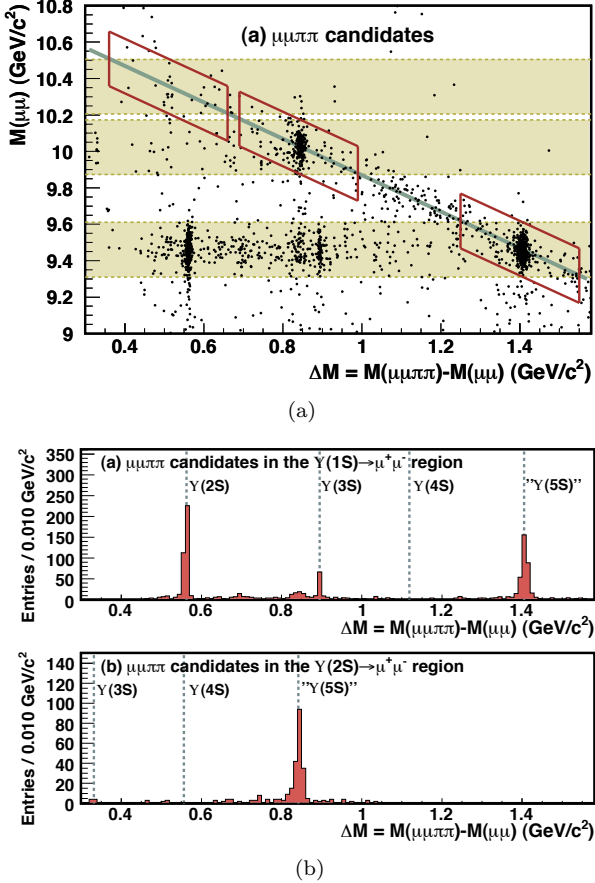 (a) μμππ candidates
M(μμ) (GeV/c²)
10.8
10.6
10.4
10.2
10
9.8
9.6
9.4
9.2
9
0.4 0.6 0.8 1 1.2 1.4
ΔM = M(μμππ)-M(μμ) (GeV/c²)
(a)
(a) μμππ candidates in the ϒ(1S)→μ⁺μ⁻ region
ϒ(2S) ϒ(3S) ϒ(4S) "ϒ(5S)"
Entries / 0.010 GeV/c²
350
300
250
200
150
100
50
0
0.4 0.6 0.8 1 1.2 1.4
ΔM = M(μμππ)-M(μμ) (GeV/c²)
(b) μμππ candidates in the ϒ(2S)→μ⁺μ⁻ region
ϒ(3S) ϒ(4S) "ϒ(5S)"
Entries / 0.010 GeV/c²
140
120
100
80
60
40
20
0
0.4 0.6 0.8 1 1.2 1.4
ΔM = M(μμππ)-M(μμ) (GeV/c²)
(b)